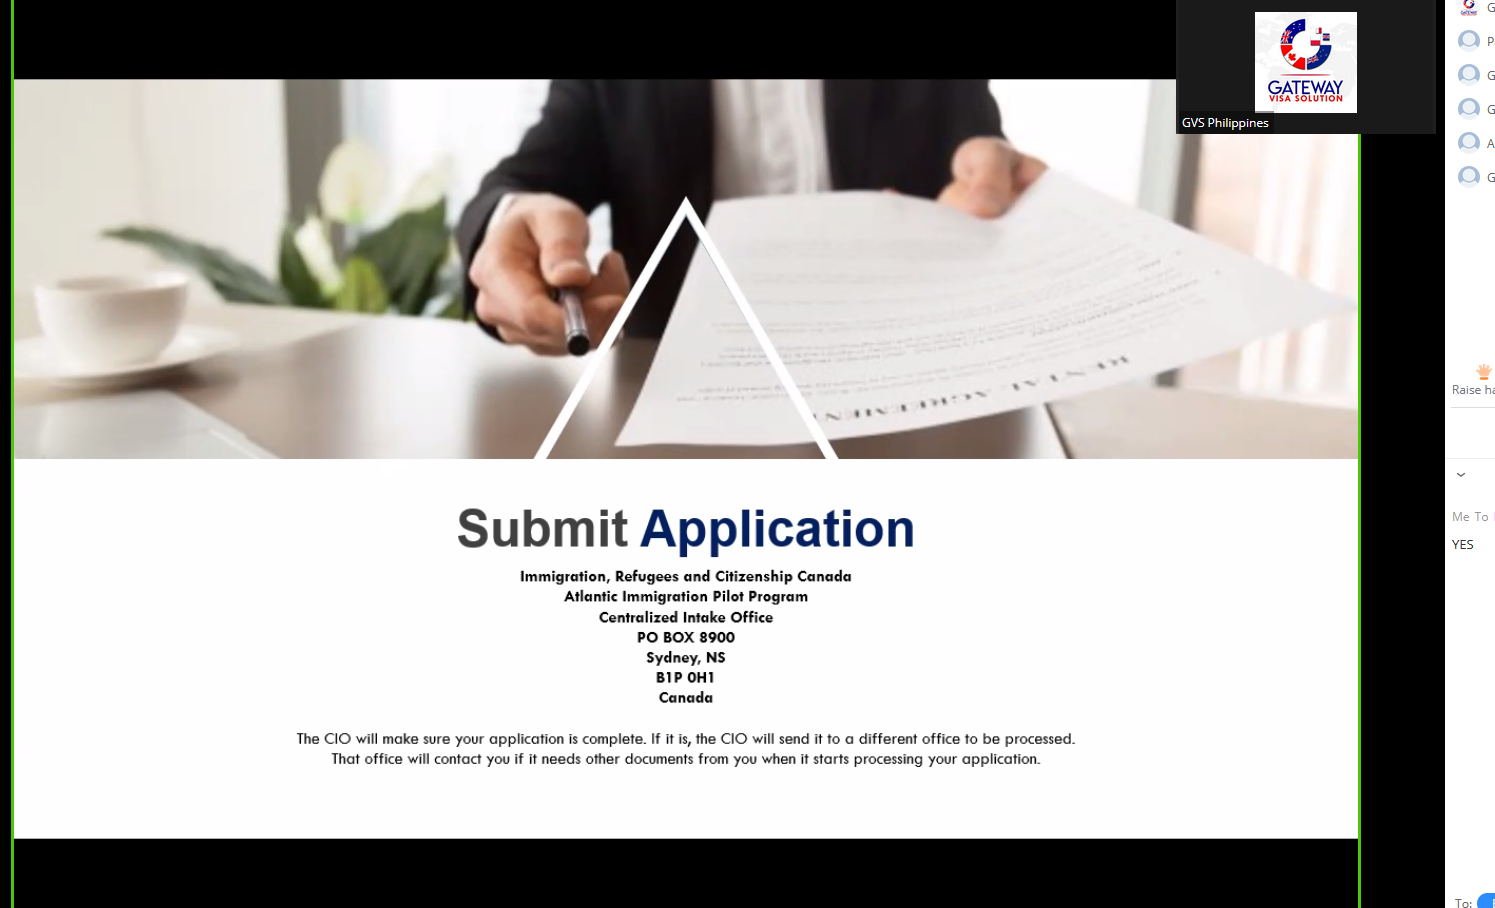 GATEWAY
VISA SOLUTION
GVS Philippines
G
P
G
G
A
G
RENTAL AGREEMENT
Submit Application
Immigration, Refugees and Citizenship Canada
Atlantic Immigration Pilot Program
Centralized Intake Office
PO BOX 8900
Sydney, NS
B1P 0H1
Canada
The CIO will make sure your application is complete. If it is, the CIO will send it to a different office to be processed.
That office will contact you if it needs other documents from you when it starts processing your application.
Raise ha
Me To
YES
To: